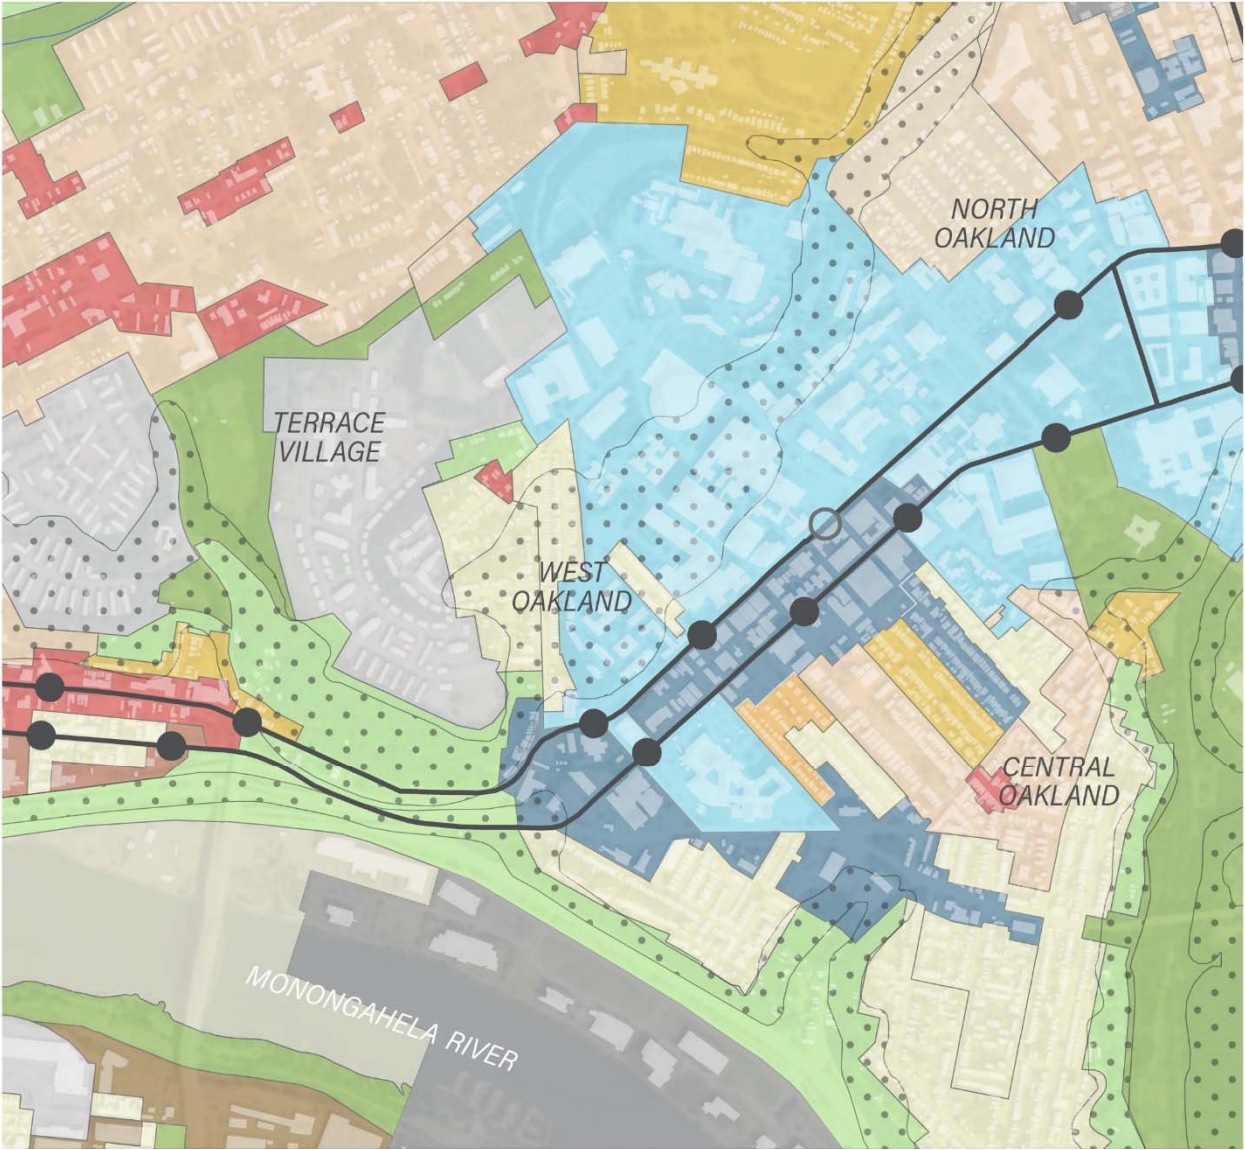 NORTH
OAKLAND
TERRACE
VILLAGE
WEST
OAKLAND
CENTRAL
OAKLAND
MONONGAHELA RIVER